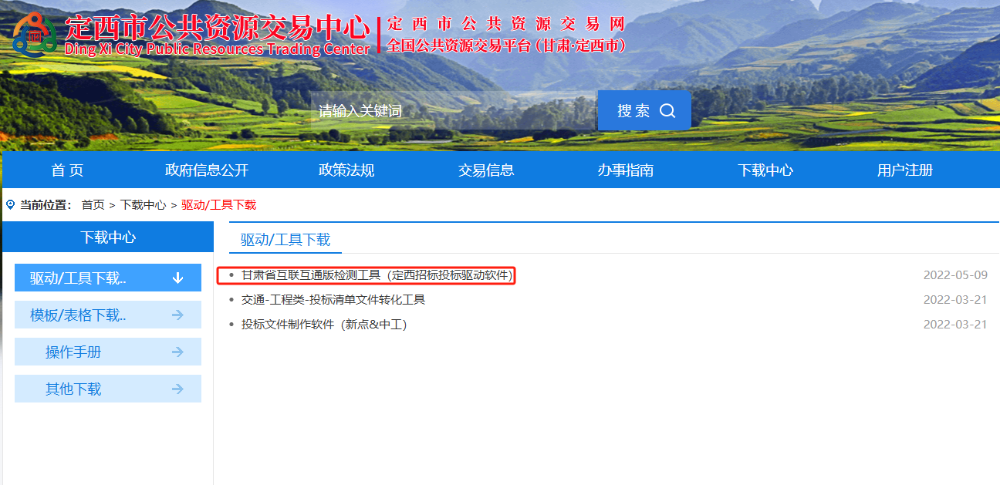 定西市公共资源交易中心
Ding Xi City Public Resources Trading Center
定西市公共资源交易网
全国公共资源交易平台(甘肃·定西市)
请输入关键词
搜索
首页 政府信息公开 政策法规 交易信息 办事指南 下载中心 用户注册
当前位置： 首页 > 下载中心 > 驱动/工具下载
下载中心
驱动/工具下载..
模板/表格下载..
操作手册
其他下载
驱动/工具下载
甘肃省互联互通版检测工具（定西招标投标驱动软件） 2022-05-09
交通-工程类-投标清单文件转化工具 2022-03-21
投标文件制作软件（新点&中工） 2022-03-21